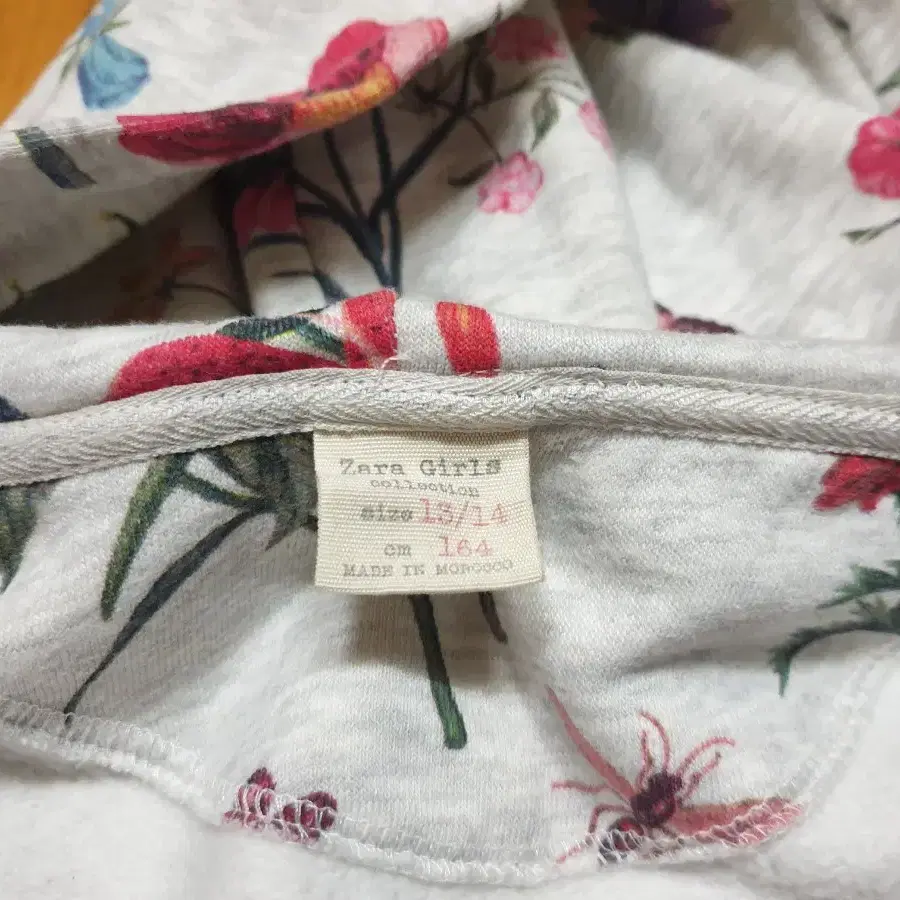 Zara Girls
collection
size 13/14
cm 164
MADE IN MOROCCO